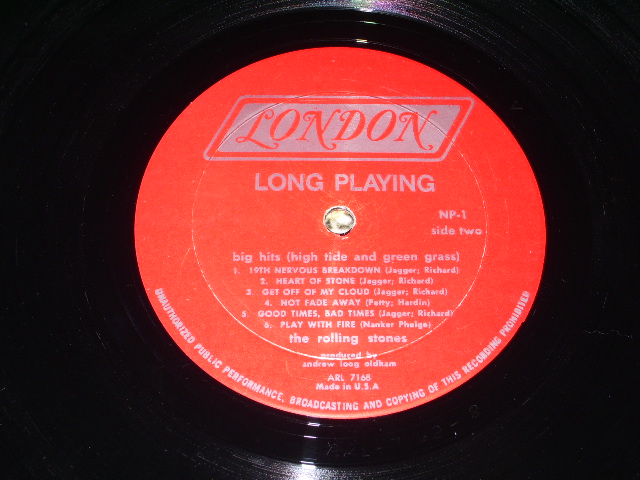 LONDON
LONG PLAYING
NP-1
side two
big hits (high tide and green grass)
1. 19TH NERVOUS BREAKDOWN (Jagger; Richard)
2. HEART OF STONE (Jagger; Richard)
3. GET OFF OF MY CLOUD (Jagger; Richard)
4. NOT FADE AWAY (Petty; Hardin)
5. GOOD TIMES, BAD TIMES (Jagger; Richard)
6. PLAY WITH FIRE (Nanker Phelge)
the rolling stones
produced by
andrew loog oldham
ARL 7168
Made in U.S.A
UNAUTHORIZED PUBLIC PERFORMANCE, BROADCASTING AND COPYING OF THIS RECORDING PROHIBITED